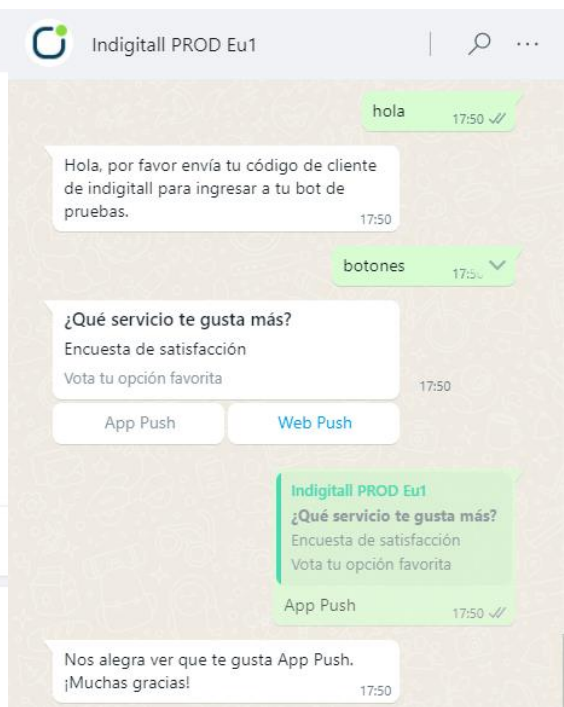 Indigitall PROD Eu1
hola
17:50
Hola, por favor envía tu código de cliente
de indigitall para ingresar a tu bot de
pruebas.
17:50
botones
¿Qué servicio te gusta más?
Encuesta de satisfacción
Vota tu opción favorita
17:50
App Push
Web Push
Indigitall PROD Eu1
¿Qué servicio te gusta más?
Encuesta de satisfacción
Vota tu opción favorita
App Push
17:50
Nos alegra ver que te gusta App Push.
¡Muchas gracias!
17:50